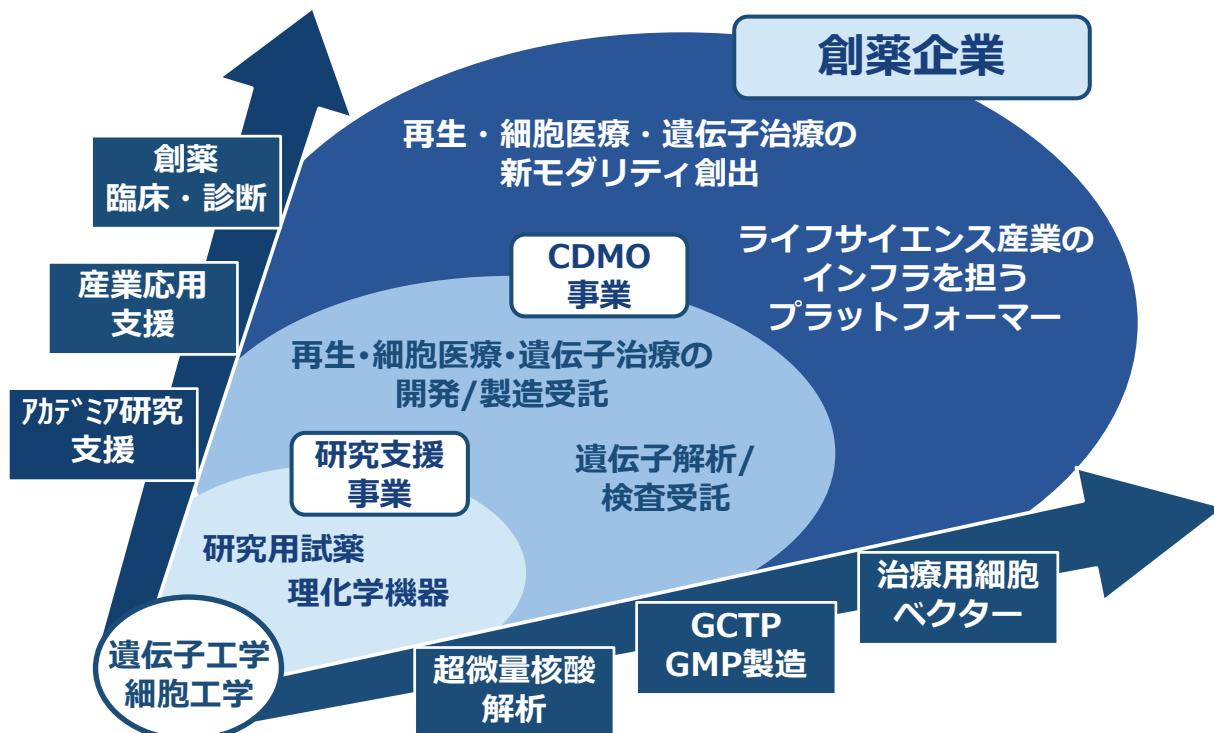 創薬企業
再生・細胞医療・遺伝子治療の
新モダリティ創出
創薬
臨床・診断
ライフサイエンス産業の
インフラを担う
プラットフォーマー
CDMO
事業
産業応用
支援
再生・細胞医療・遺伝子治療の
開発/製造受託
ｱｶﾃﾞﾐｱ研究
支援
研究支援
事業
遺伝子解析/
検査受託
研究用試薬
理化学機器
治療用細胞
ベクター
GCTP
GMP製造
超微量核酸
解析
遺伝子工学
細胞工学